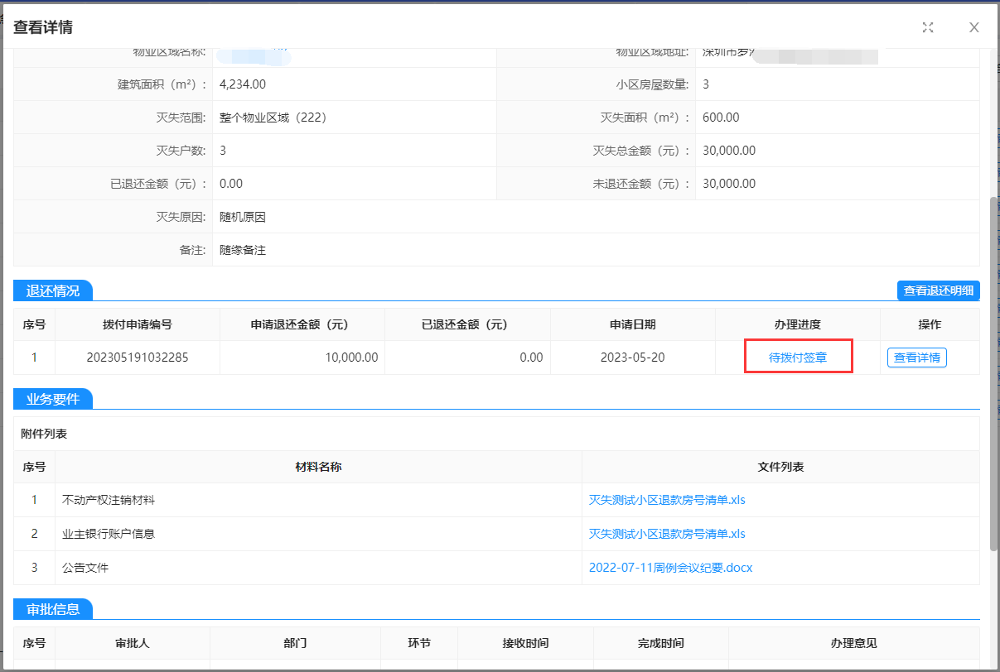 查看详情
物业区域名称:
物业区域地址: 深圳市罗
建筑面积（m²）: 4,234.00 小区房屋数量: 3
灭失范围: 整个物业区域（222） 灭失面积（m²）: 600.00
灭失户数: 3 灭失总金额（元）: 30,000.00
已退还金额（元）: 0.00 未退还金额（元）: 30,000.00
灭失原因: 随机原因
备注: 随缘备注
退还情况 查看退还明细
序号 拨付申请编号 申请退还金额（元） 已退还金额（元） 申请日期 办理进度 操作
1 202305191032285 10,000.00 0.00 2023-05-20 待拨付签章 查看详情
业务要件
附件列表
序号 材料名称 文件列表
1 不动产权注销材料 灭失测试小区退款房号清单.xls
2 业主银行账户信息 灭失测试小区退款房号清单.xls
3 公告文件 2022-07-11周例会议纪要.docx
审批信息
序号 审批人 部门 环节 接收时间 完成时间 办理意见